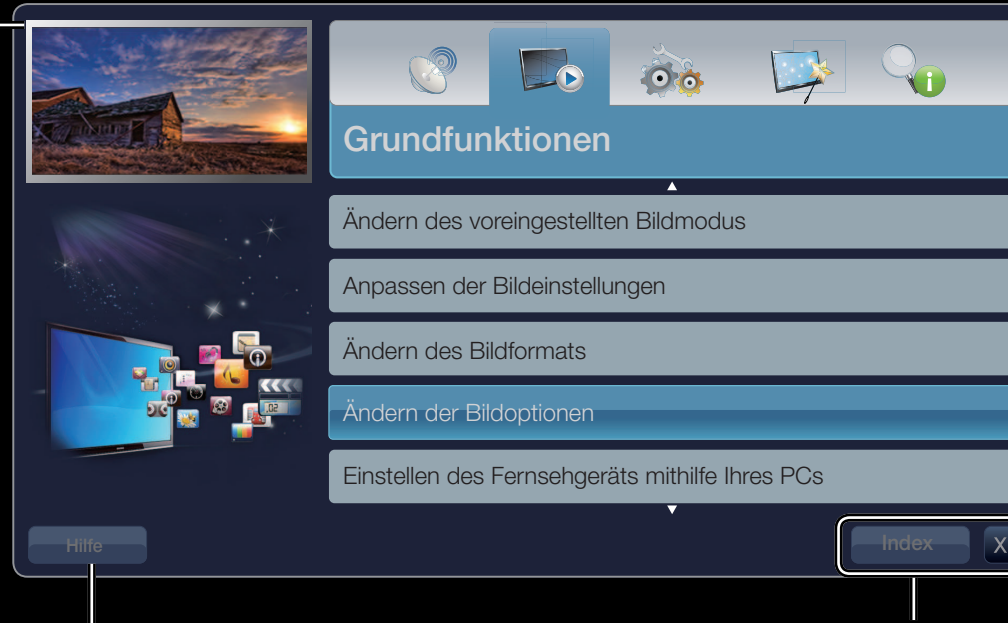 Grundfunktionen
Ändern des voreingestellten Bildmodus
Anpassen der Bildeinstellungen
Ändern des Bildformats
Ändern der Bildoptionen
Einstellen des Fernsehgeräts mithilfe Ihres PCs
Hilfe
Index
X